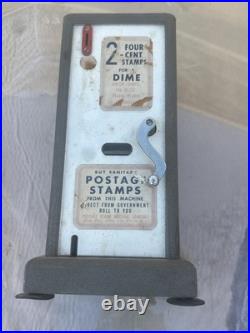 2 FOUR
-CENT
STAMPS
FOR A
DIME
BUY SANITARY
POSTAGE
STAMPS
FROM THIS MACHINE
DIRECT FROM GOVERNMENT
ROLL TO YOU